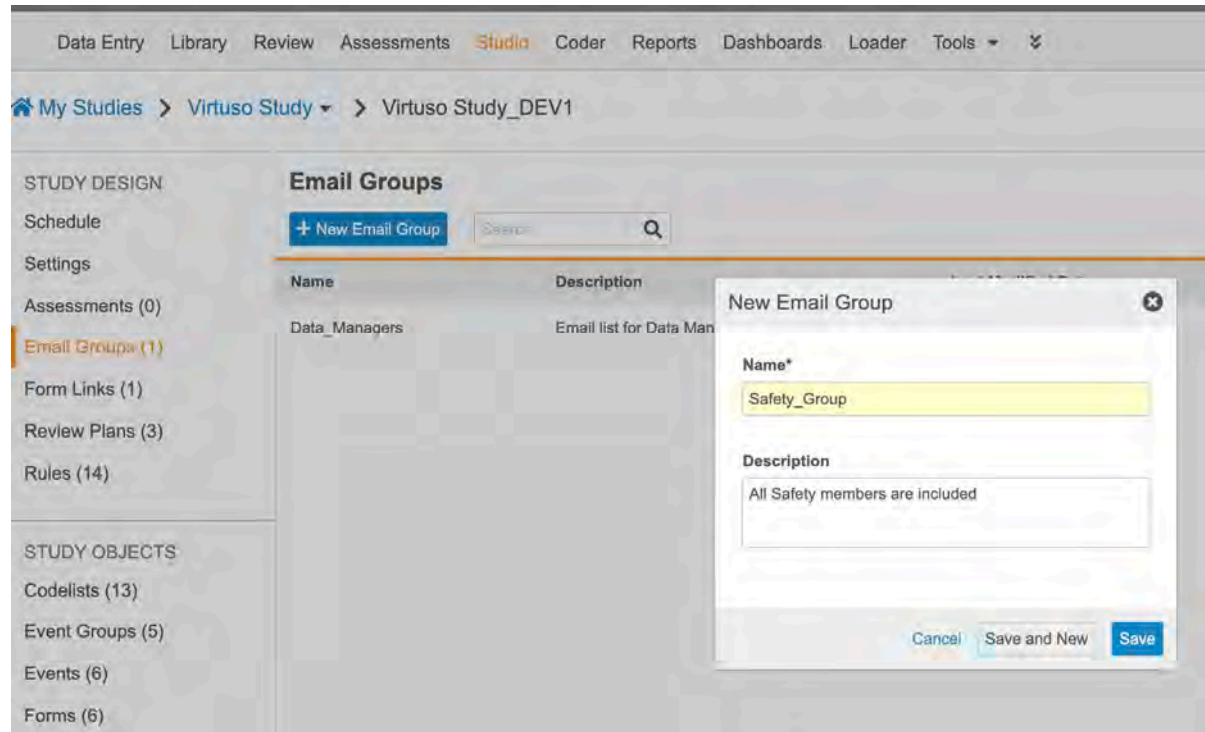 Data Entry Library Review Assessments Studio Coder Reports Dashboards Loader Tools
My Studies > Virtuso Study > Virtuso Study_DEV1
STUDY DESIGN
Schedule
Settings
Assessments (0)
Email Groups (1)
Form Links (1)
Review Plans (3)
Rules (14)
STUDY OBJECTS
Codelists (13)
Event Groups (5)
Events (6)
Forms (6)
Email Groups
+ New Email Group Search
Name Description
Data_Managers Email list for Data Man
New Email Group
Name*
Safety_Group
Description
All Safety members are included
Cancel Save and New Save